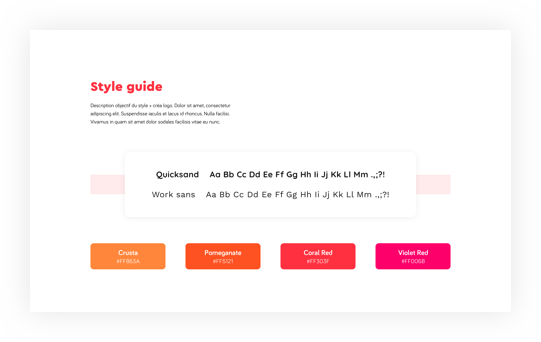 Style guide
Description objectif du style + crea logo. Dolor sit amet, consectetur
adipiscing elit. Suspendisse iaculis et lacus id rhoncus. Nulla facilisi.
Vivamus in quam sit amet dolor sodales facilisis vitae eu nunc.
Quicksand Aa Bb Cc Dd Ee Ff Gg Hh Ii Jj Kk Ll Mm .,;?!
Work sans Aa Bb Cc Dd Ee Ff Gg Hh Ii Jj Kk Ll Mm .,;?!
Crusta Pomeganate Coral Red Violet Red
#FF863A #FF5521 #FF303F #FF006B